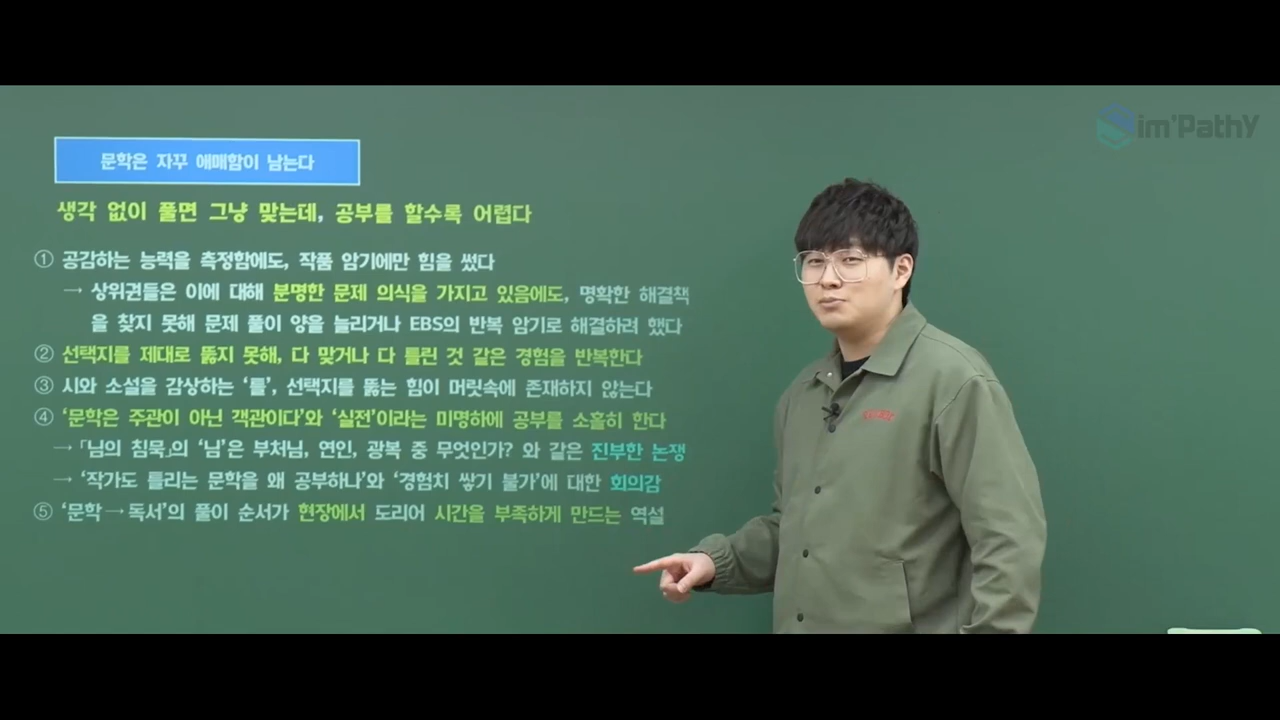 im'PathY
문학은 자꾸 애매함이 남는다
생각 없이 풀면 그냥 맞는데, 공부를 할수록 어렵다
① 공감하는 능력을 측정함에도, 작품 암기에만 힘을 썼다
→ 상위권들은 이에 대해 분명한 문제 의식을 가지고 있음에도, 명확한 해결책
을 찾지 못해 문제 풀이 양을 늘리거나 EBS의 반복 암기로 해결하려 했다
② 선택지를 제대로 뚫지 못해, 다 맞거나 다 틀린 것 같은 경험을 반복한다
③ 시와 소설을 감상하는 ‘틀’, 선택지를 뚫는 힘이 머릿속에 존재하지 않는다
④ ‘문학은 주관이 아닌 객관이다’와 ‘실전’이라는 미명하에 공부를 소홀히 한다
→ 「님의 침묵」의 ‘님’은 부처님, 연인, 광복 중 무엇인가? 와 같은 진부한 논쟁
→ ‘작가도 틀리는 문학을 왜 공부하나’와 ‘경험치 쌓기 불가’에 대한 회의감
⑤ ‘문학→독서’의 풀이 순서가 현장에서 도리어 시간을 부족하게 만드는 역설